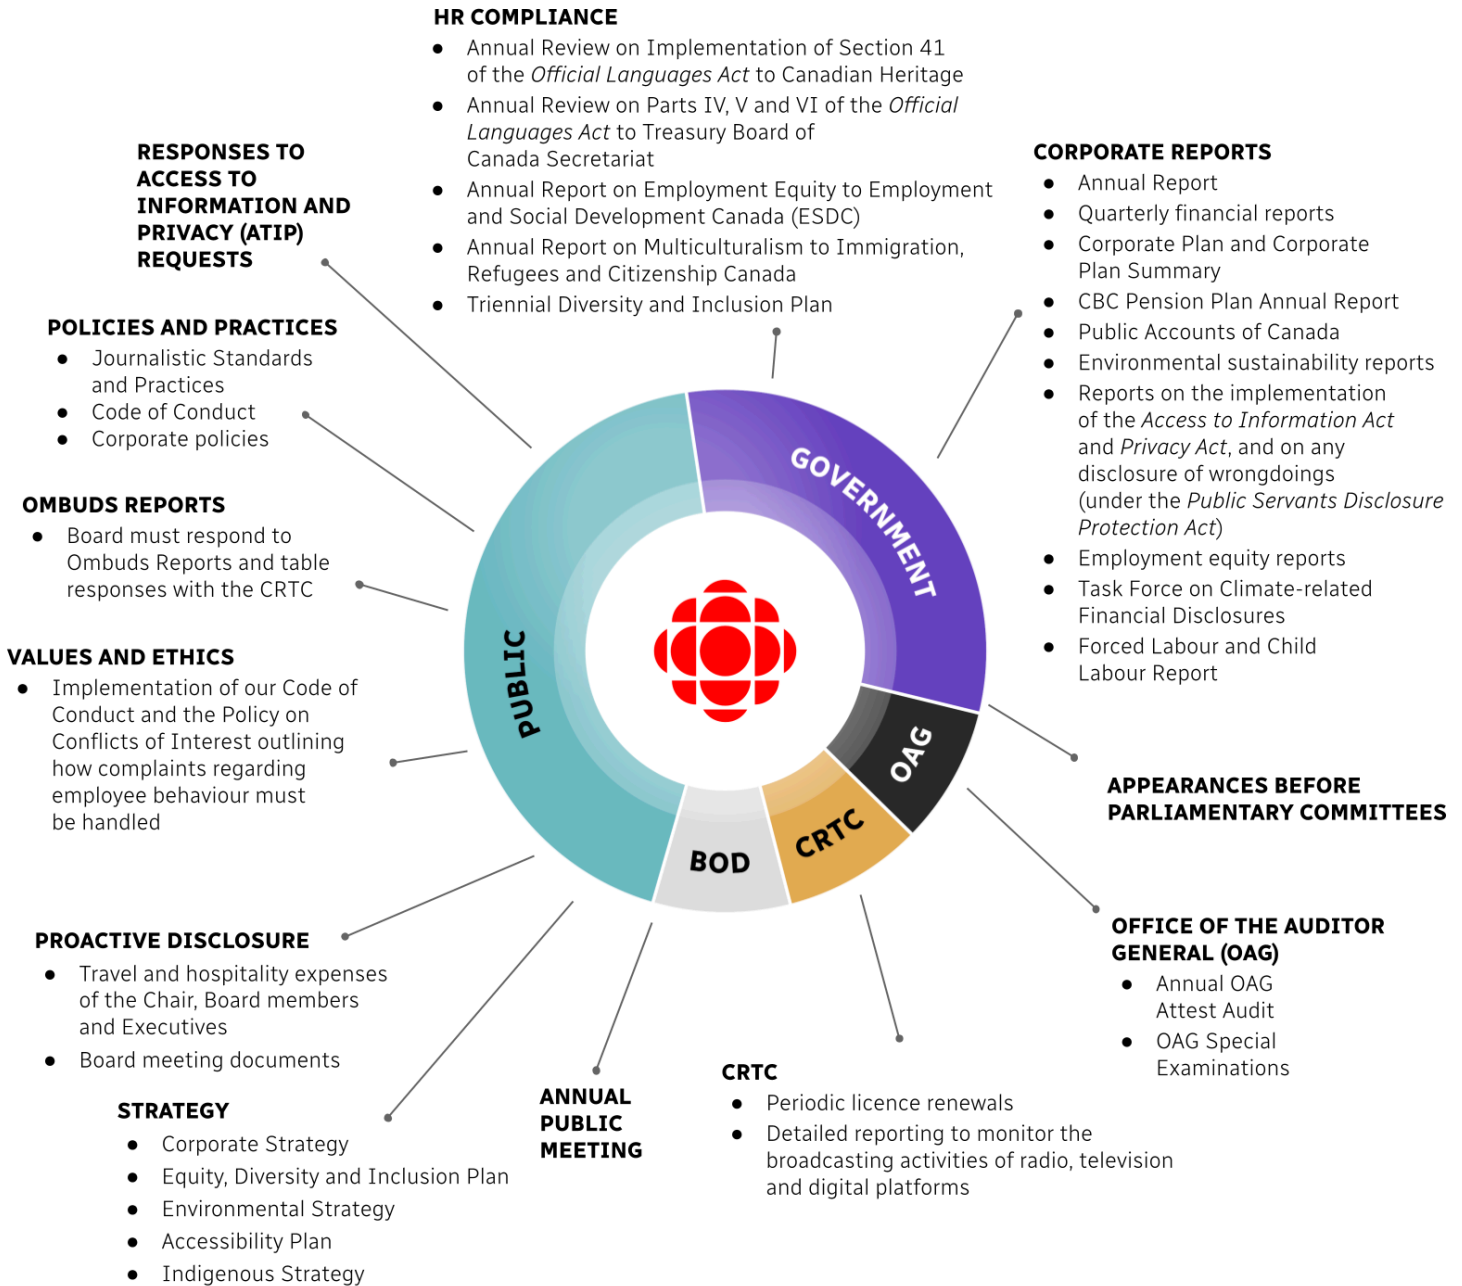 HR COMPLIANCE
● Annual Review on Implementation of Section 41
of the Official Languages Act to Canadian Heritage
● Annual Review on Parts IV, V and VI of the Official
Languages Act to Treasury Board of
Canada Secretariat
● Annual Report on Employment Equity to Employment
and Social Development Canada (ESDC)
● Annual Report on Multiculturalism to Immigration,
Refugees and Citizenship Canada
● Triennial Diversity and Inclusion Plan
RESPONSES TO
ACCESS TO
INFORMATION AND
PRIVACY (ATIP)
REQUESTS
CORPORATE REPORTS
● Annual Report
● Quarterly financial reports
● Corporate Plan and Corporate
Plan Summary
● CBC Pension Plan Annual Report
● Public Accounts of Canada
● Environmental sustainability reports
● Reports on the implementation
of the Access to Information Act
and Privacy Act, and on any
disclosure of wrongdoings
(under the Public Servants Disclosure
Protection Act)
● Employment equity reports
● Task Force on Climate-related
Financial Disclosures
● Forced Labour and Child
Labour Report
POLICIES AND PRACTICES
● Journalistic Standards
and Practices
● Code of Conduct
● Corporate policies
OMBUDS REPORTS
● Board must respond to
Ombuds Reports and table
responses with the CRTC
VALUES AND ETHICS
● Implementation of our Code of
Conduct and the Policy on
Conflicts of Interest outlining
how complaints regarding
employee behaviour must
be handled
GOVERNMENT
PUBLIC
OAG
CRTC
BOD
APPEARANCES BEFORE
PARLIAMENTARY COMMITTEES
OFFICE OF THE AUDITOR
GENERAL (OAG)
● Annual OAG
Attest Audit
● OAG Special
Examinations
PROACTIVE DISCLOSURE
● Travel and hospitality expenses
of the Chair, Board members
and Executives
● Board meeting documents
STRATEGY
● Corporate Strategy
● Equity, Diversity and Inclusion Plan
● Environmental Strategy
● Accessibility Plan
● Indigenous Strategy
ANNUAL
PUBLIC
MEETING
CRTC
● Periodic licence renewals
● Detailed reporting to monitor the
broadcasting activities of radio, television
and digital platforms